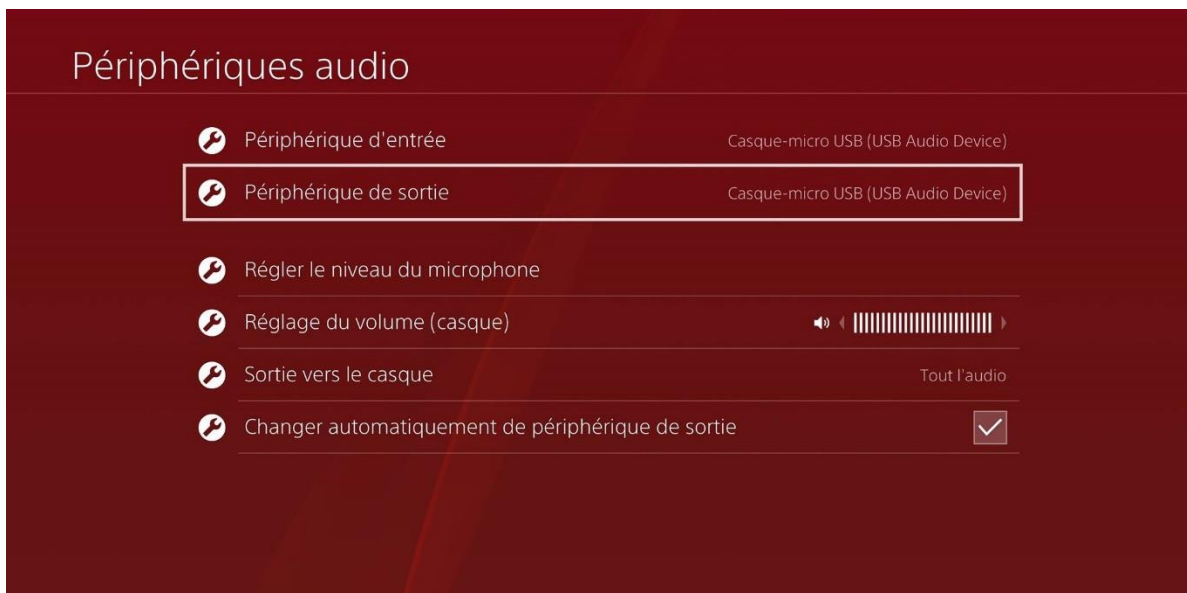 Périphériques audio
Périphérique d'entrée Casque-micro USB (USB Audio Device)
Périphérique de sortie Casque-micro USB (USB Audio Device)
Régler le niveau du microphone
Réglage du volume (casque)
Sortie vers le casque Tout l'audio
Changer automatiquement de périphérique de sortie